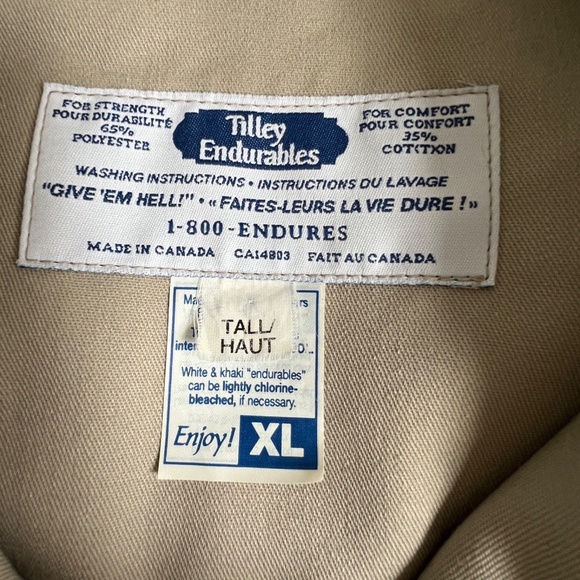 FOR STRENGTH
POUR DURABILITÉ
65%
POLYESTER
Tilley
Endurables
FOR COMFORT
POUR CONFORT
35%
COTTON
WASHING INSTRUCTIONS • INSTRUCTIONS DU LAVAGE
"GIVE 'EM HELL!" • « FAITES-LEURS LA VIE DURE ! »
1-800-ENDURES
MADE IN CANADA CA14803 FAIT AU CANADA
TALL/
HAUT
White & khaki "endurables"
can be lightly chlorine-
bleached, if necessary.
Enjoy! XL